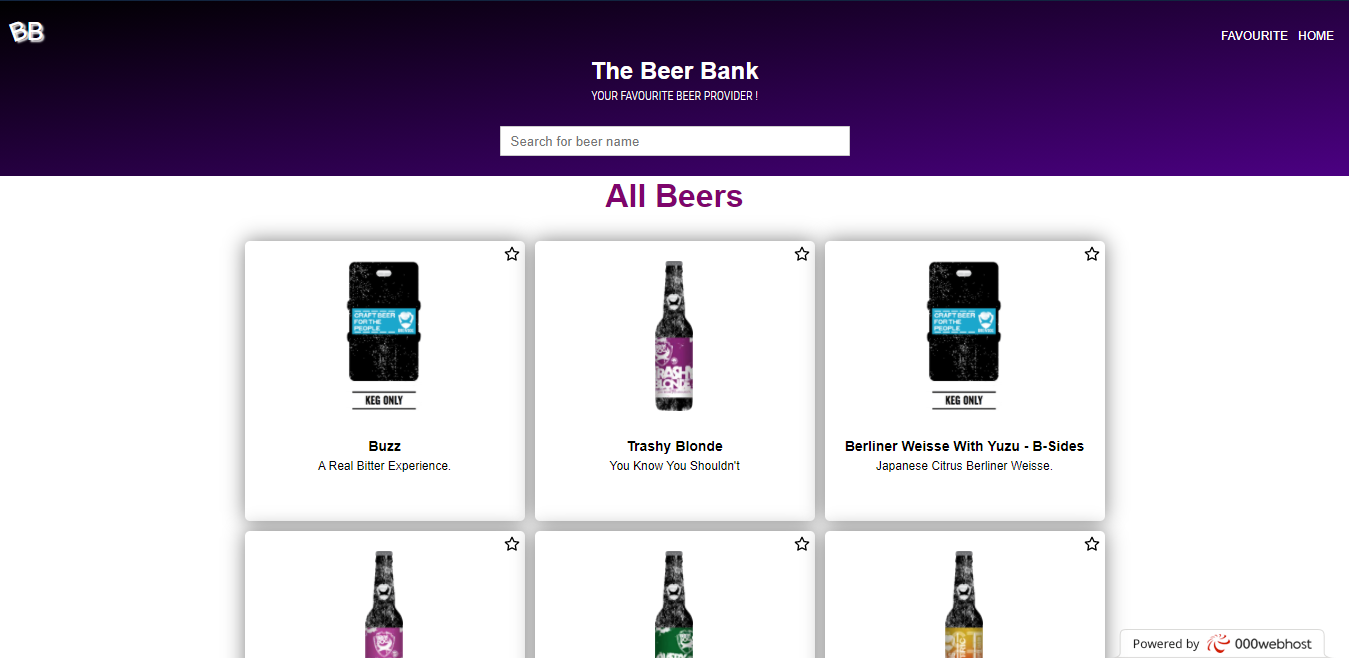 BB
FAVOURITE HOME
The Beer Bank
YOUR FAVOURITE BEER PROVIDER !
Search for beer name
All Beers
CRAFT BEER
FOR THE
PEOPLE
KEG ONLY
TRASHY
BLONDE
CRAFT BEER
FOR THE
PEOPLE
KEG ONLY
Buzz
A Real Bitter Experience.
Trashy Blonde
You Know You Shouldn't
Berliner Weisse With Yuzu - B-Sides
Japanese Citrus Berliner Weisse.
Powered by 000webhost